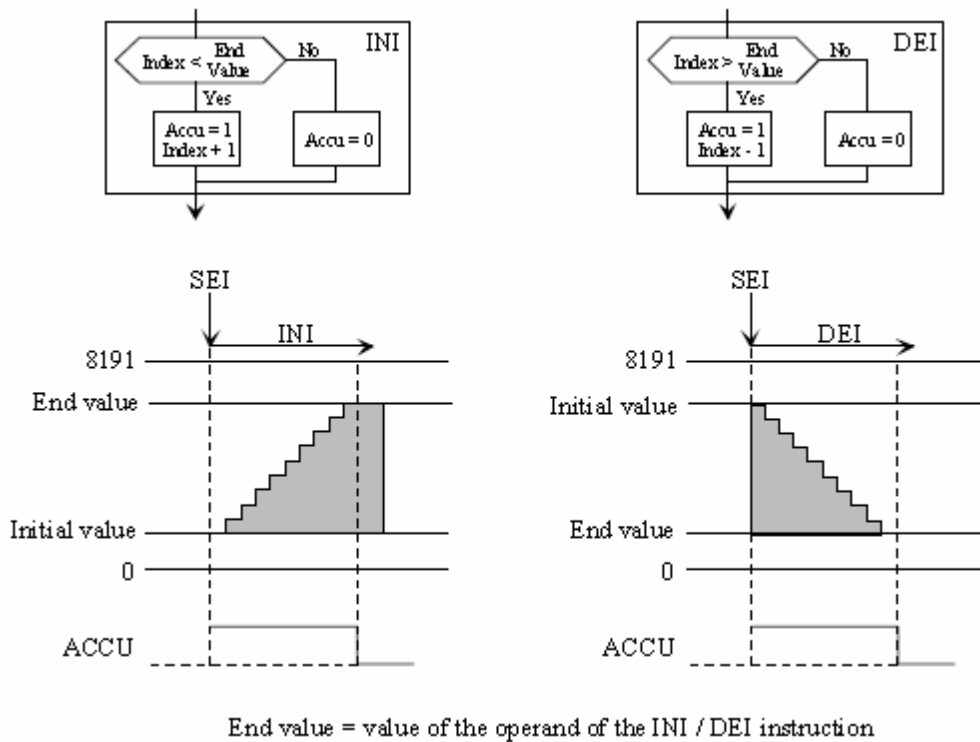 INI
Index < End Value
No
Yes
Accu = 1
Index + 1
Accu = 0
DEI
Index > End Value
No
Yes
Accu = 1
Index - 1
Accu = 0
SEI
INI
8191
End value
Initial value
0
ACCU
SEI
DEI
8191
Initial value
End value
0
ACCU
End value = value of the operand of the INI / DEI instruction